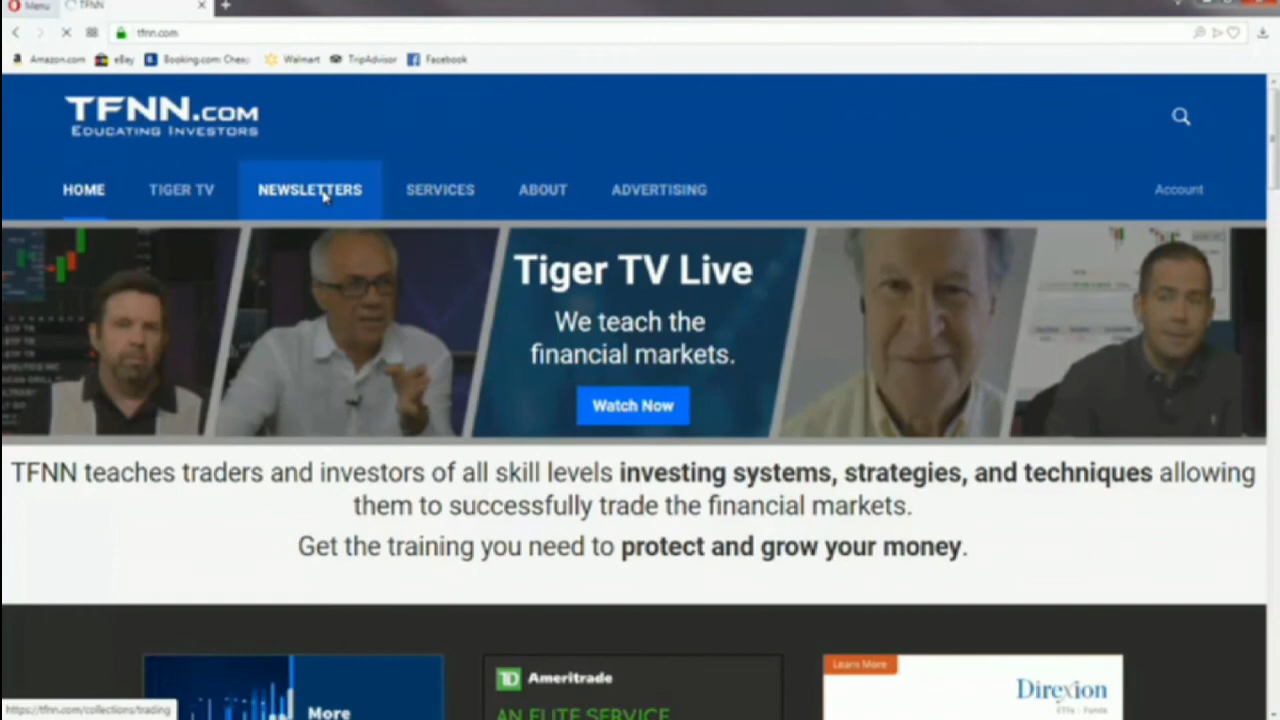 Menu TFNN
tfnn.com
Amazon.com eBay Booking.com: Walmart TripAdvisor Facebook
TFNN.COM
EDUCATING INVESTORS
HOME TIGER TV NEWSLETTERS SERVICES ABOUT ADVERTISING Account
Tiger TV Live
We teach the
financial markets.
Watch Now
TFNN teaches traders and investors of all skill levels investing systems, strategies, and techniques allowing
them to successfully trade the financial markets.
Get the training you need to protect and grow your money.
More
TD Ameritrade
AN ELITE SERVICE
Learn More
Direxion
https://tfnn.com/collections/trading